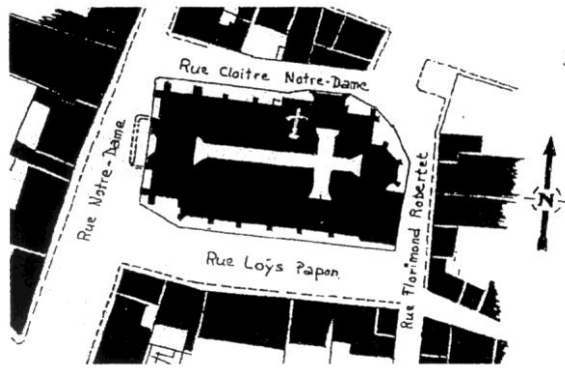 Rue Cloitre Notre-Dame
Rue Notre-Dame
Rue Loÿs Papon
Rue Florimond Robertet
N